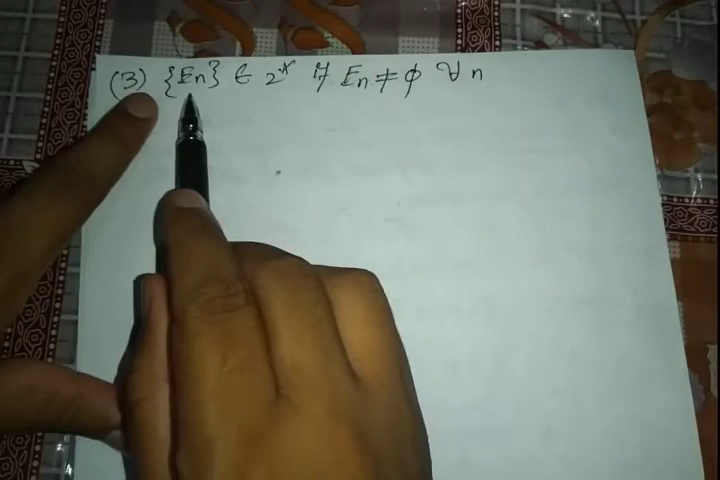 (3) {En} ∈ 2^x ∋ En ≠ φ ∀ n